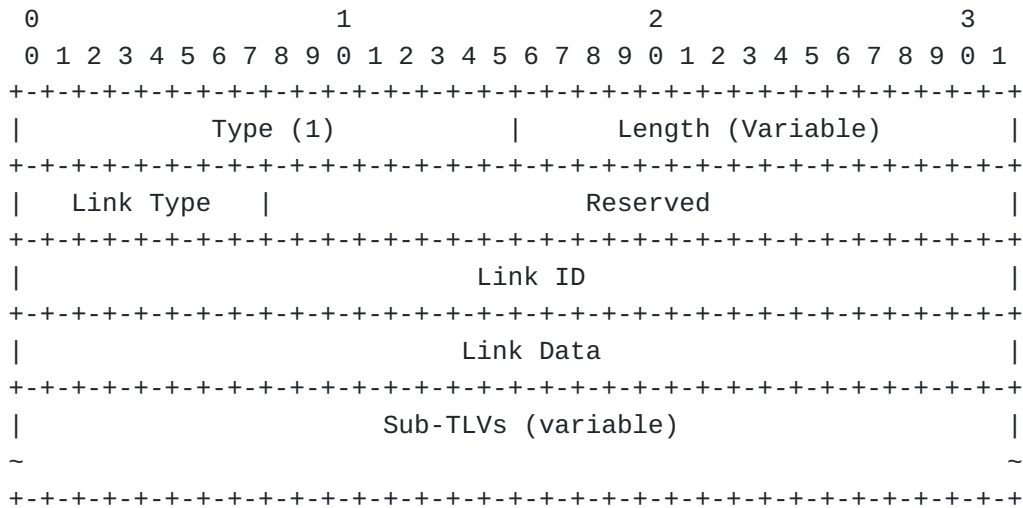 0                   1                   2                   3
 0 1 2 3 4 5 6 7 8 9 0 1 2 3 4 5 6 7 8 9 0 1 2 3 4 5 6 7 8 9 0 1
+-+-+-+-+-+-+-+-+-+-+-+-+-+-+-+-+-+-+-+-+-+-+-+-+-+-+-+-+-+-+-+-+
|            Type (1)           |      Length (Variable)        |
+-+-+-+-+-+-+-+-+-+-+-+-+-+-+-+-+-+-+-+-+-+-+-+-+-+-+-+-+-+-+-+-+
|   Link Type   |                    Reserved                   |
+-+-+-+-+-+-+-+-+-+-+-+-+-+-+-+-+-+-+-+-+-+-+-+-+-+-+-+-+-+-+-+-+
|                             Link ID                           |
+-+-+-+-+-+-+-+-+-+-+-+-+-+-+-+-+-+-+-+-+-+-+-+-+-+-+-+-+-+-+-+-+
|                            Link Data                          |
+-+-+-+-+-+-+-+-+-+-+-+-+-+-+-+-+-+-+-+-+-+-+-+-+-+-+-+-+-+-+-+-+
|                       Sub-TLVs (variable)                     |
~                                                               ~
+-+-+-+-+-+-+-+-+-+-+-+-+-+-+-+-+-+-+-+-+-+-+-+-+-+-+-+-+-+-+-+-+